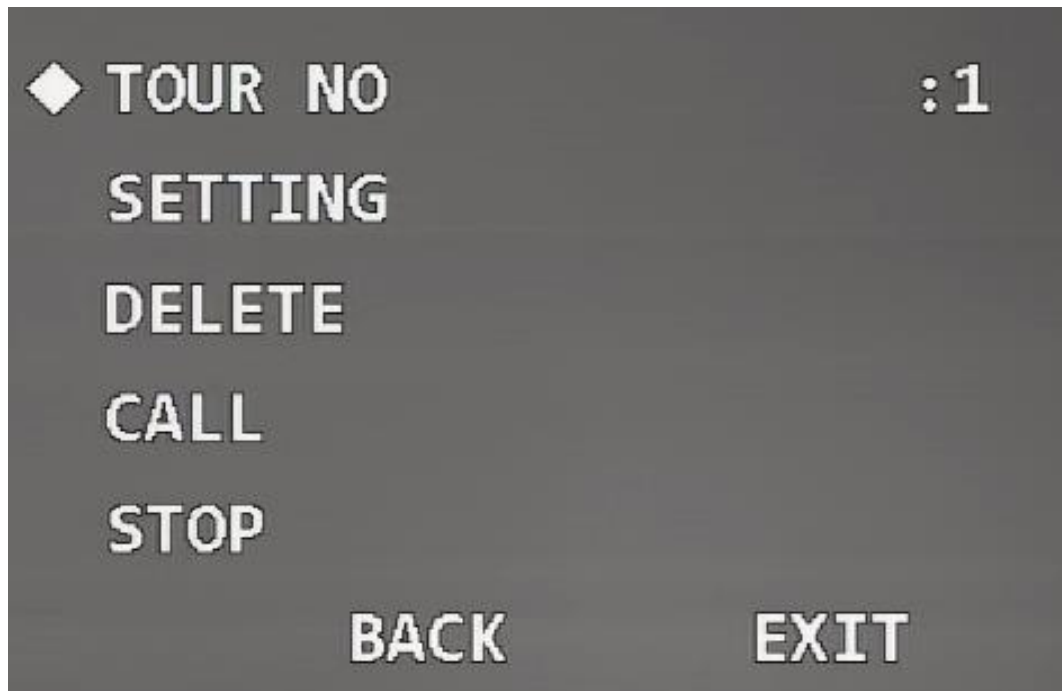 TOUR NO :1
SETTING
DELETE
CALL
STOP
BACK EXIT